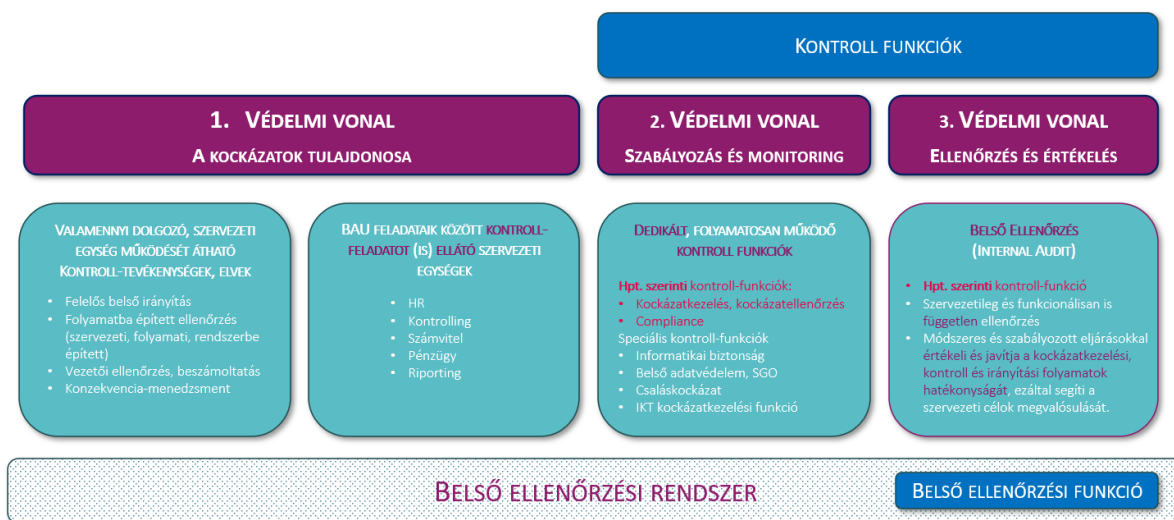 KONTROLL FUNKCIÓK
1. VÉDELMI VONAL
A KOCKÁZATOK TULAJDONOSA
2. VÉDELMI VONAL
SZABÁLYOZÁS ÉS MONITORING
3. VÉDELMI VONAL
ELLENŐRZÉS ÉS ÉRTÉKELÉS
VALAMENNYI DOLGOZÓ, SZERVEZETI
EGYSÉG MŰKÖDÉSÉT ÁTHATÓ
KONTROLL-TEVÉKENYSÉGEK, ELVEK
• Felelős belső irányítás
• Folyamatba épített ellenőrzés
(szervezeti, folyamati, rendszerbe
épített)
• Vezetői ellenőrzés, beszámoltatás
• Konzekvencia-menedzsment
BAU FELADATAIK KÖZÖTT KONTROLL-
FELADATOT (IS) ELLÁTÓ SZERVEZETI
EGYSÉGEK
• HR
• Kontrolling
• Számvitel
• Pénzügy
• Riporting
DEDIKÁLT, FOLYAMATOSAN MŰKÖDŐ
KONTROLL FUNKCIÓK
Hpt. szerinti kontroll-funkciók:
• Kockázatkezelés, kockázatellenőrzés
• Compliance
Speciális kontroll-funkciók
• Informatikai biztonság
• Belső adatvédelem, SGO
• Csaláskockázat
• IKT kockázatkezelési funkció
BELSŐ ELLENŐRZÉS
(INTERNAL AUDIT)
• Hpt. szerinti kontroll-funkció
• Szervezetileg és funkcionálisan is
független ellenőrzés
• Módszeres és szabályozott eljárásokkal
értékeli és javítja a kockázatkezelési,
kontroll és irányítási folyamatok
hatékonyságát, ezáltal segíti a
szervezeti célok megvalósulását.
BELSŐ ELLENŐRZÉSI RENDSZER
BELSŐ ELLENŐRZÉSI FUNKCIÓ